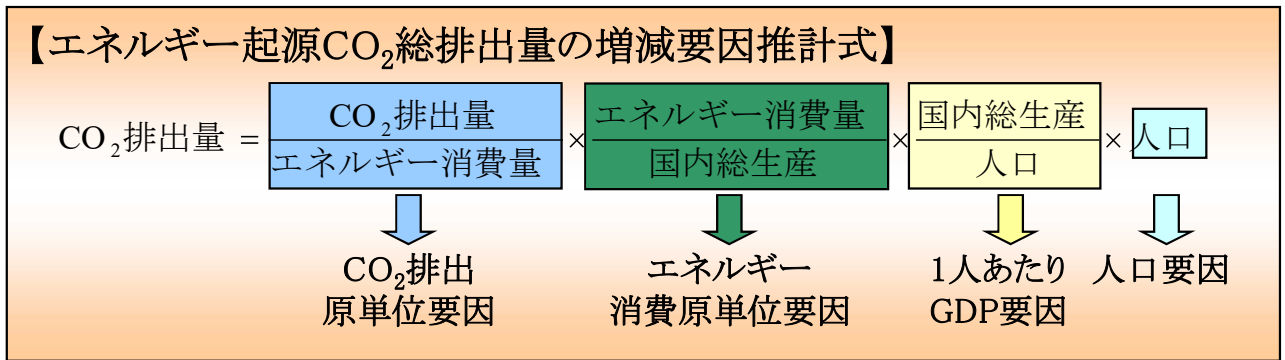 【エネルギー起源CO₂総排出量の増減要因推計式】
CO₂排出量 = CO₂排出量/エネルギー消費量 × エネルギー消費量/国内総生産 × 国内総生産/人口 × 人口
CO₂排出 エネルギー 1人あたり 人口要因
原単位要因 消費原単位要因 GDP要因